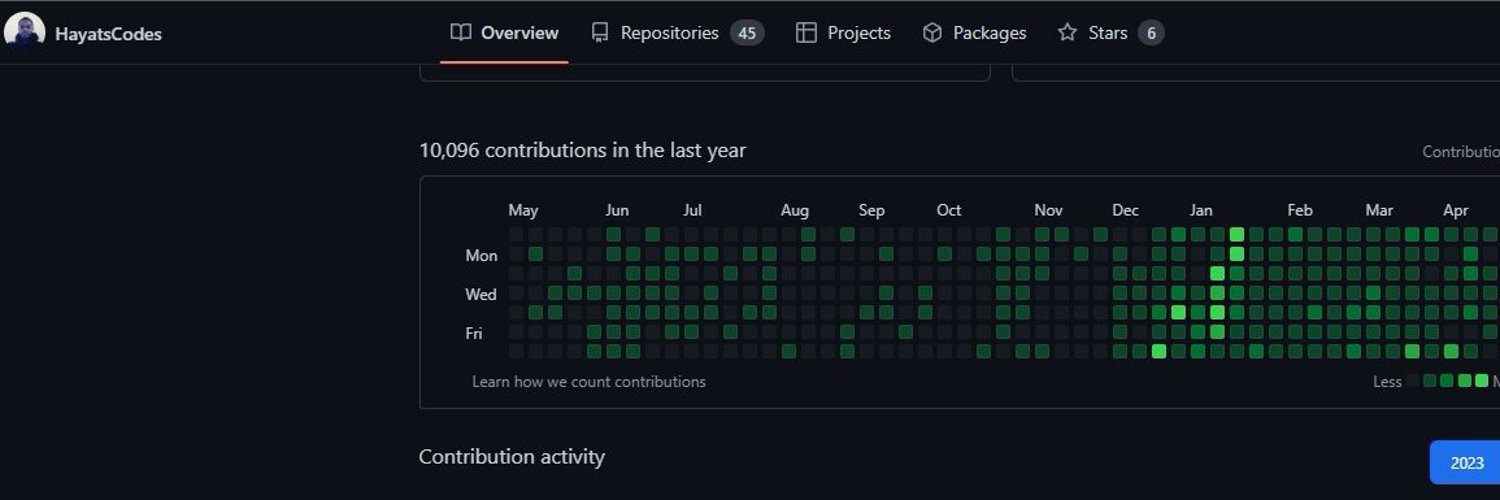 HayatsCodes
Overview
Repositories 45
Projects
Packages
Stars 6
10,096 contributions in the last year
May Jun Jul Aug Sep Oct Nov Dec Jan Feb Mar Apr
Mon
Wed
Fri
Learn how we count contributions
Less
Contribution activity
2023